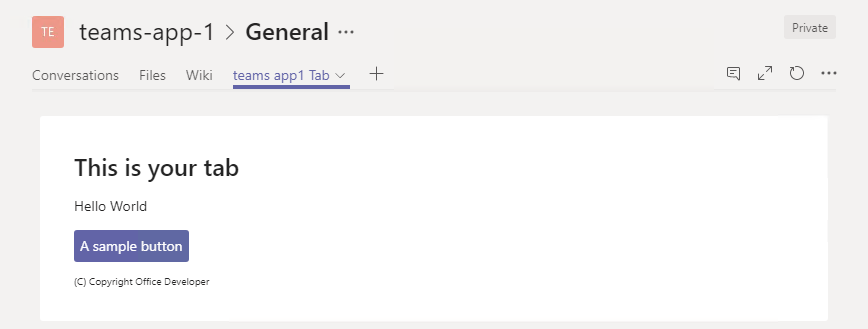 TE
teams-app-1 > General ...
Private
Conversations Files Wiki teams app1 Tab
This is your tab
Hello World
A sample button
(C) Copyright Office Developer